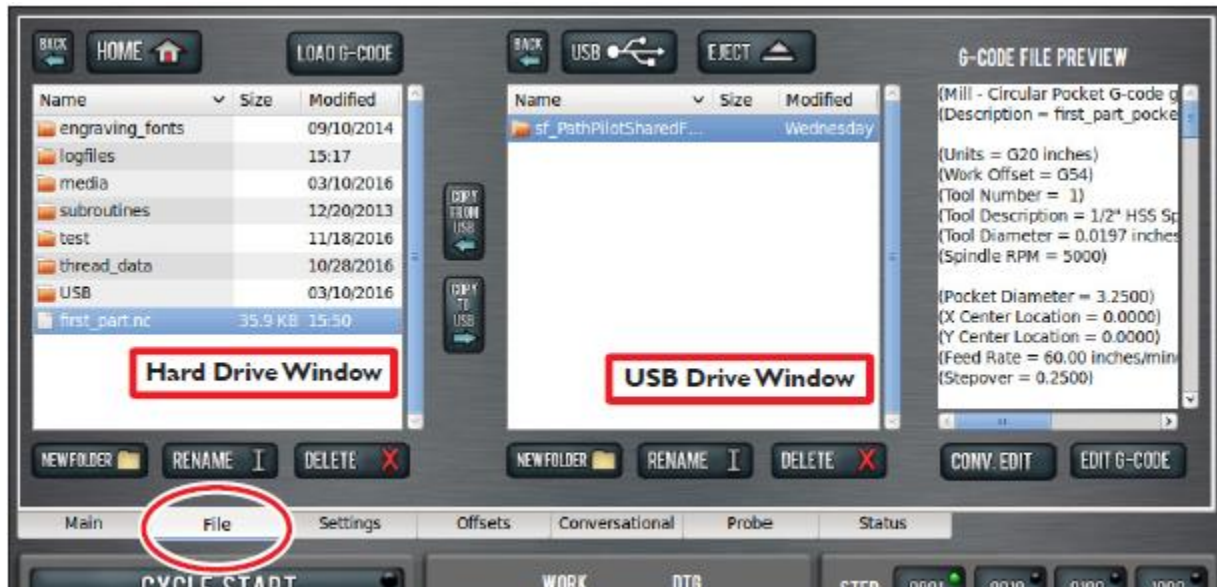 BACK HOME LOAD G-CODE
BACK USB EJECT
G-CODE FILE PREVIEW
Name Size Modified
engraving_fonts 09/10/2014
logfiles 15:17
media 03/10/2016
subroutines 12/20/2013
test 11/18/2016
thread_data 10/28/2016
USB 03/10/2016
first_part.nc 35.9 KB 15:50
Hard Drive Window
COPY
FROM
USB
COPY
TO
USB
Name Size Modified
sf_PathPilotSharedF... Wednesday
USB Drive Window
(Mill - Circular Pocket G-code g
(Description = first_part_pocke
(Units = G20 inches)
(Work Offset = G54)
(Tool Number = 1)
(Tool Description = 1/2" HSS Sp
(Tool Diameter = 0.0197 inches
(Spindle RPM = 5000)
(Pocket Diameter = 3.2500)
(X Center Location = 0.0000)
(Y Center Location = 0.0000)
(Feed Rate = 60.00 inches/min
(Stepover = 0.2500)
NEW FOLDER RENAME DELETE
NEW FOLDER RENAME DELETE
CONV. EDIT EDIT G-CODE
Main File Settings Offsets Conversational Probe Status
CYCLE START WORK DTG STEP